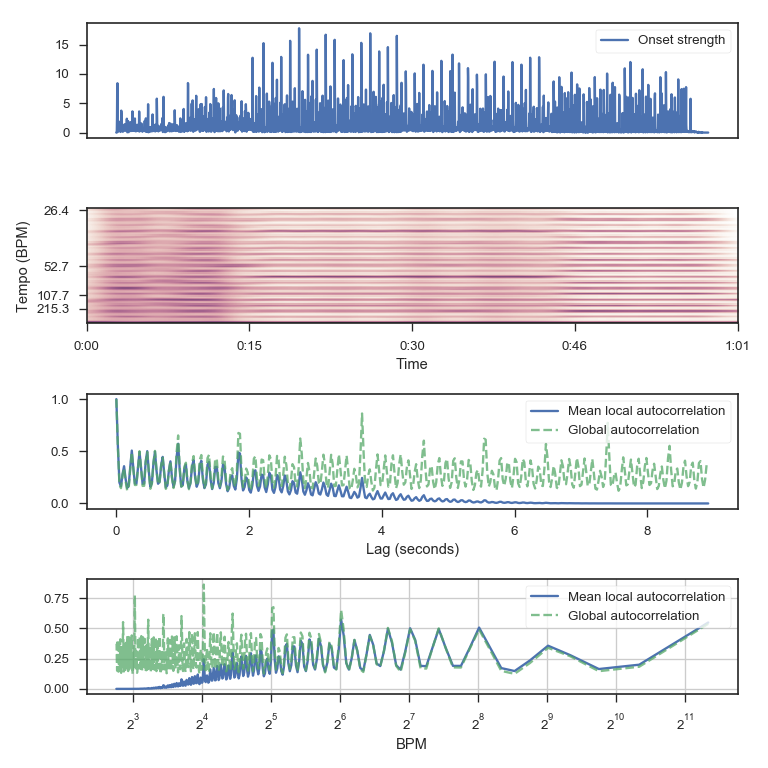 Onset strength
15
10
5
0
Tempo (BPM)
26.4
52.7
107.7
215.3
0:00 0:15 0:30 0:46 1:01
Time
Mean local autocorrelation
Global autocorrelation
1.0
0.5
0.0
0 2 4 6 8
Lag (seconds)
Mean local autocorrelation
Global autocorrelation
0.75
0.50
0.25
0.00
2^3 2^4 2^5 2^6 2^7 2^8 2^9 2^10 2^11
BPM